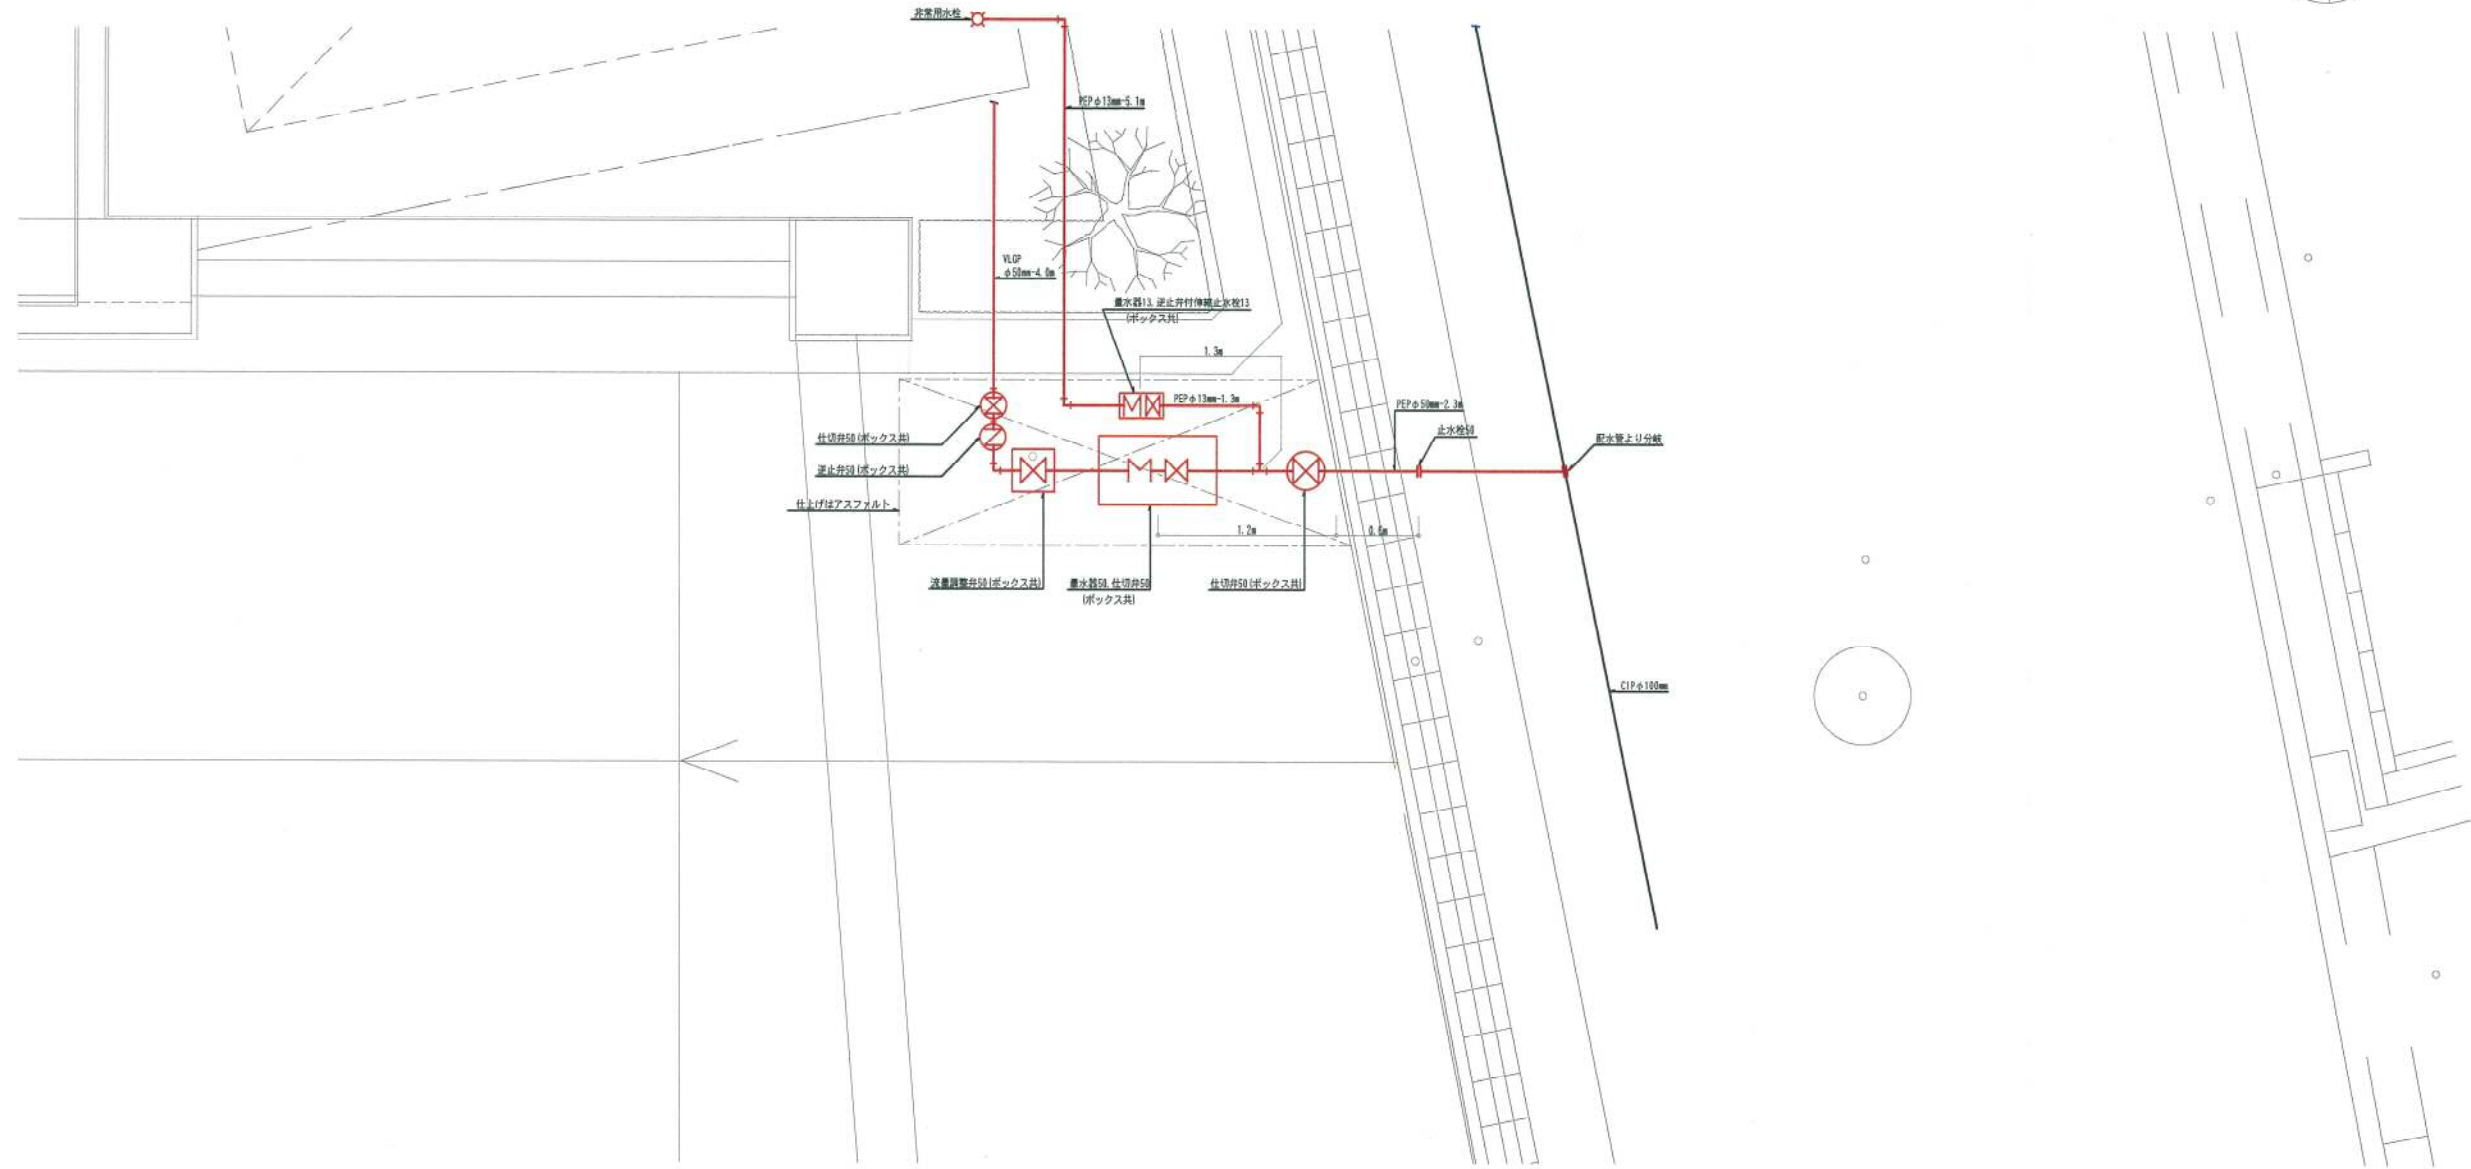 非常用水栓
PEPφ13mm-5.1m
VLGP
φ50mm-4.0m
量水器13,逆止弁付伸縮止水栓13
(ボックス共)
1.3m
PEPφ13mm-1.3m
PEPφ50mm-2.3m
止水栓50
配水管より分岐
仕切弁50(ボックス共)
逆止弁50(ボックス共)
仕上げはアスファルト
1.2m
0.6m
流量調整弁50(ボックス共)
量水器50,仕切弁50
(ボックス共)
仕切弁50(ボックス共)
CIPφ100mm